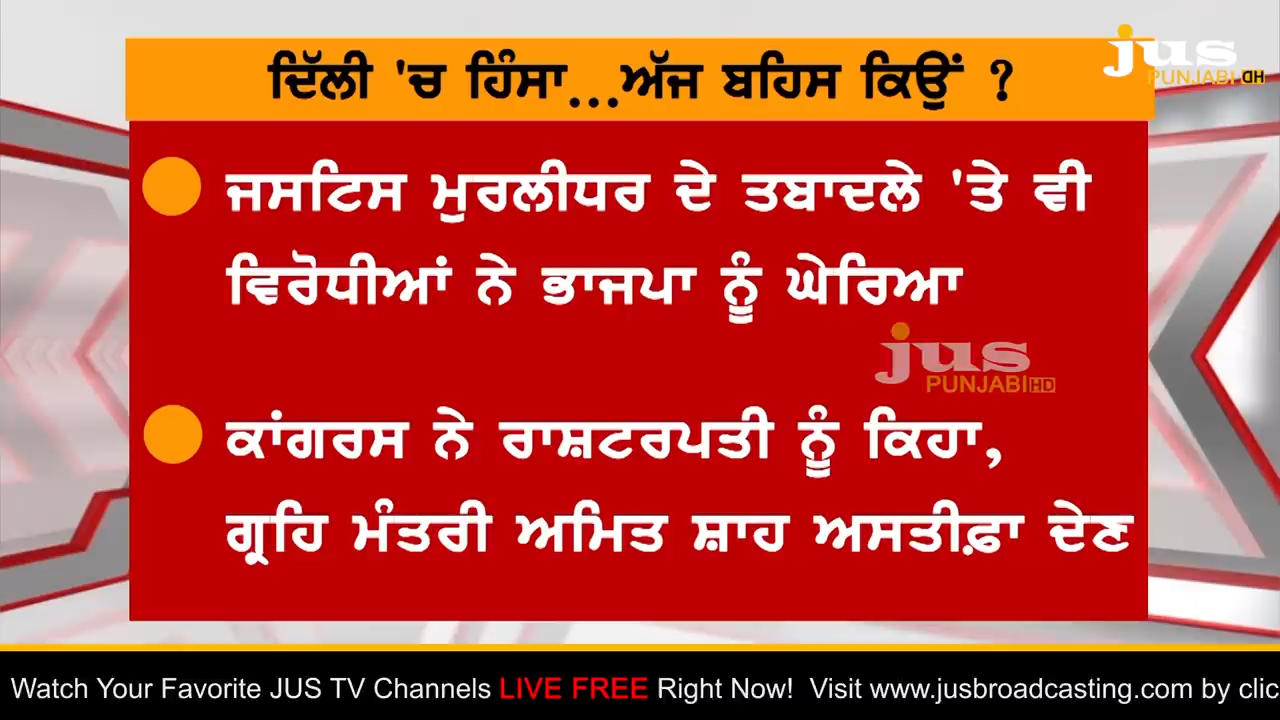 ਦਿੱਲੀ 'ਚ ਹਿੰਸਾ...ਅੱਜ ਬਹਿਸ ਕਿਉਂ ?
jus
PUNJABI HD
ਜਸਟਿਸ ਮੁਰਲੀਧਰ ਦੇ ਤਬਾਦਲੇ 'ਤੇ ਵੀ
ਵਿਰੋਧੀਆਂ ਨੇ ਭਾਜਪਾ ਨੂੰ ਘੇਰਿਆ
jus
PUNJABI HD
ਕਾਂਗਰਸ ਨੇ ਰਾਸ਼ਟਰਪਤੀ ਨੂੰ ਕਿਹਾ,
ਗ੍ਰਹਿ ਮੰਤਰੀ ਅਮਿਤ ਸ਼ਾਹ ਅਸਤੀਫ਼ਾ ਦੇਣ
Watch Your Favorite JUS TV Channels LIVE FREE Right Now! Visit www.jusbroadcasting.com by clic